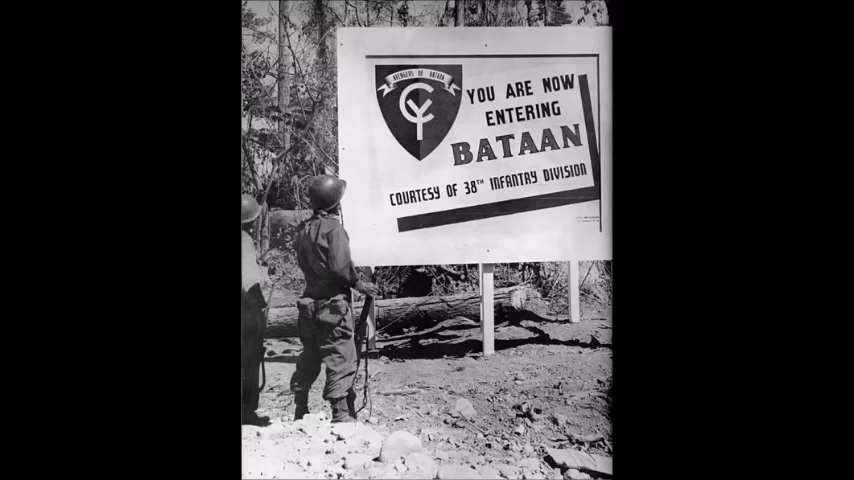 AVENGERS OF BATAAN
CY
YOU ARE NOW
ENTERING
BATAAN
COURTESY OF 38TH INFANTRY DIVISION